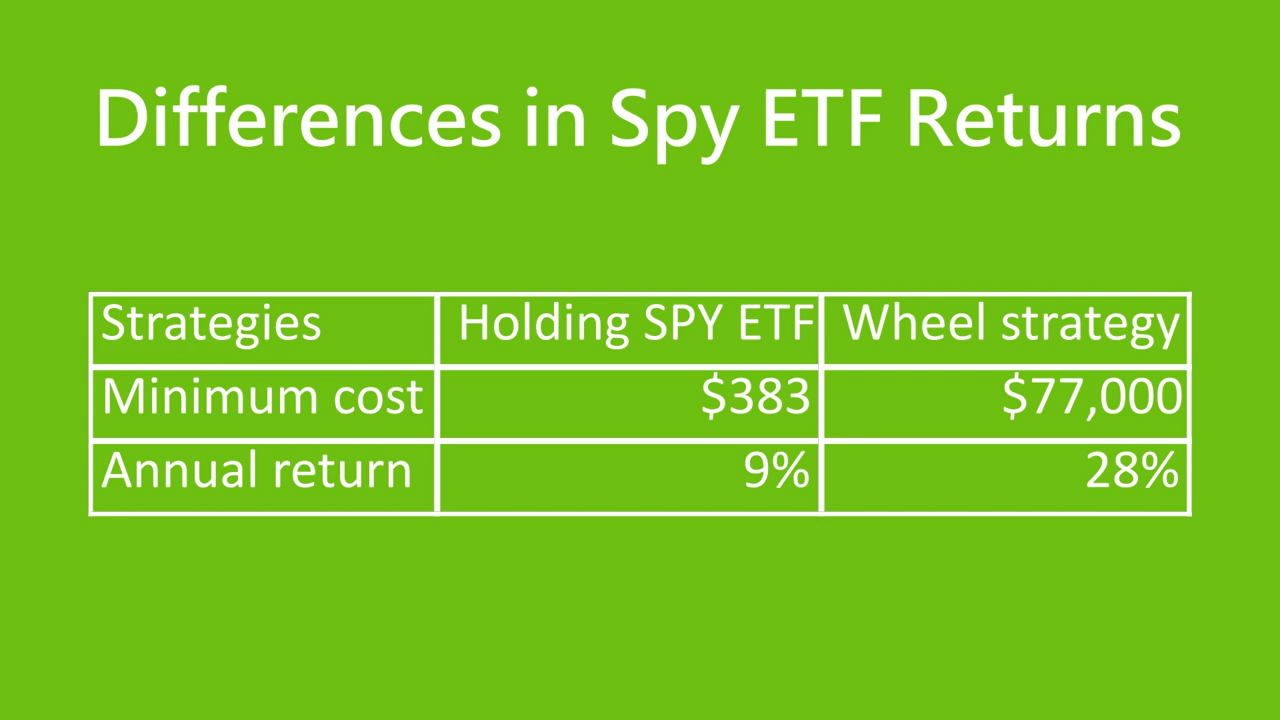 Differences in Spy ETF Returns
Strategies Holding SPY ETF Wheel strategy
Minimum cost $383 $77,000
Annual return 9% 28%